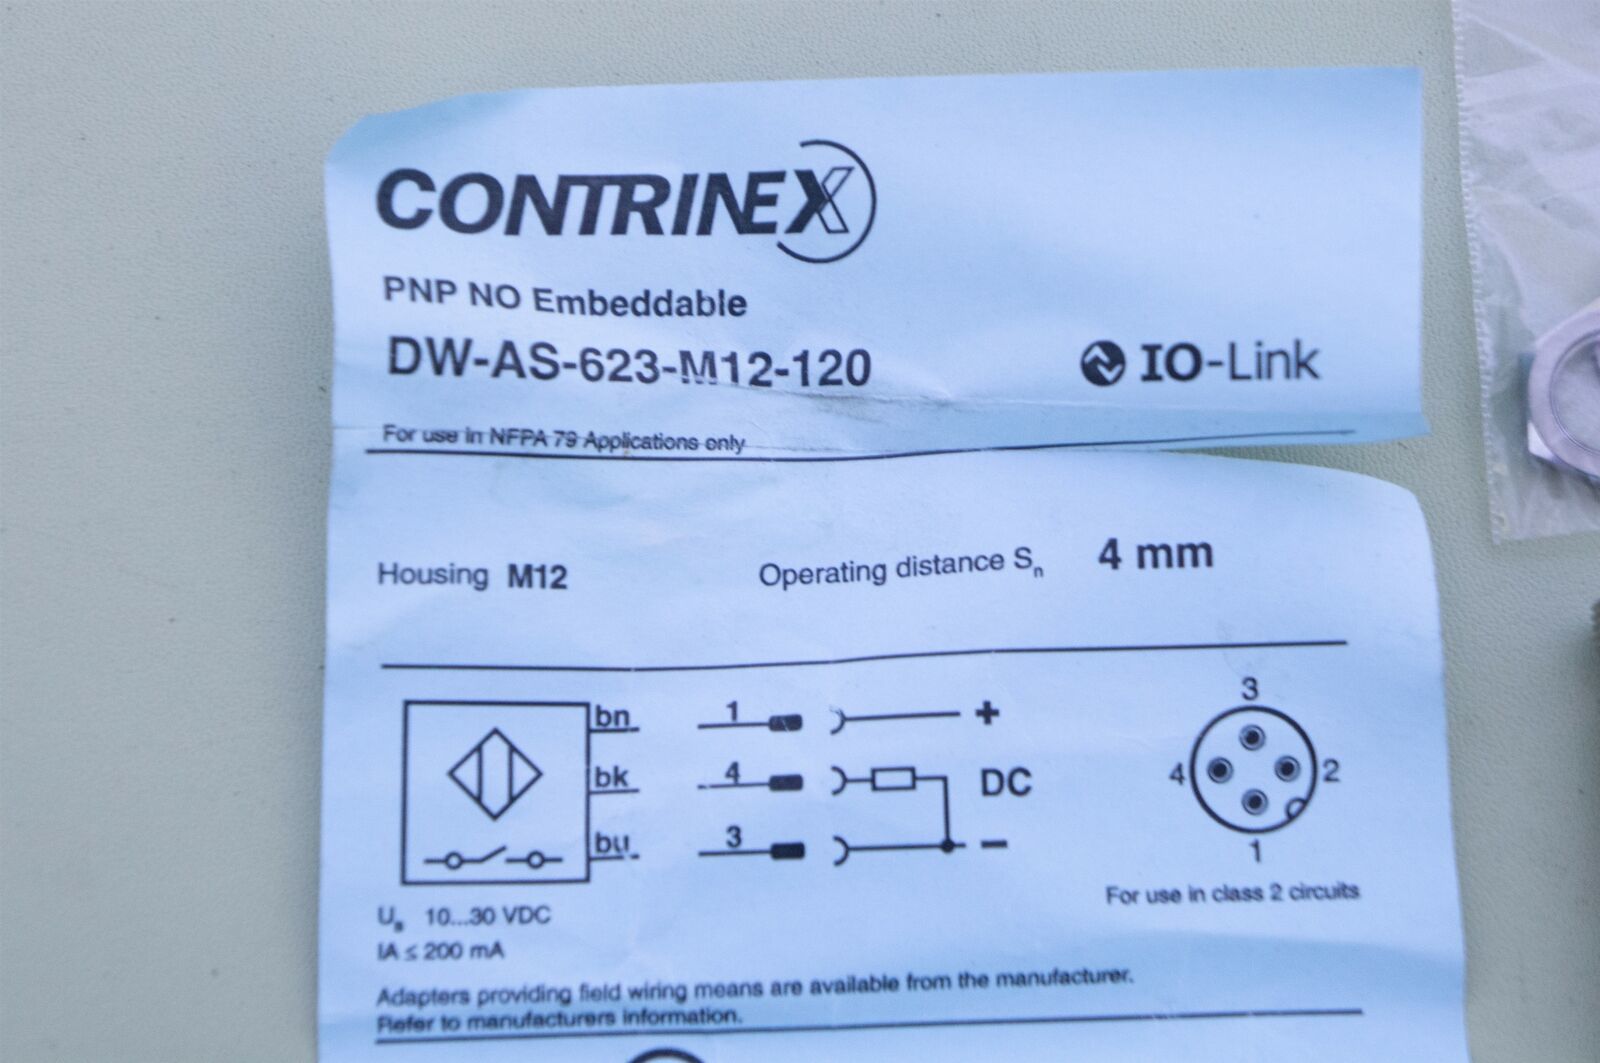 CONTRINEX
PNP NO Embeddable
DW-AS-623-M12-120
IO-Link
For use in NFPA 79 Applications only
Housing M12
Operating distance Sn 4 mm
bn 1 +
bk 4 DC
bu 3 −
3
4 2
1
For use in class 2 circuits
Us 10...30 VDC
IA ≤ 200 mA
Adapters providing field wiring means are available from the manufacturer.
Refer to manufacturers information.